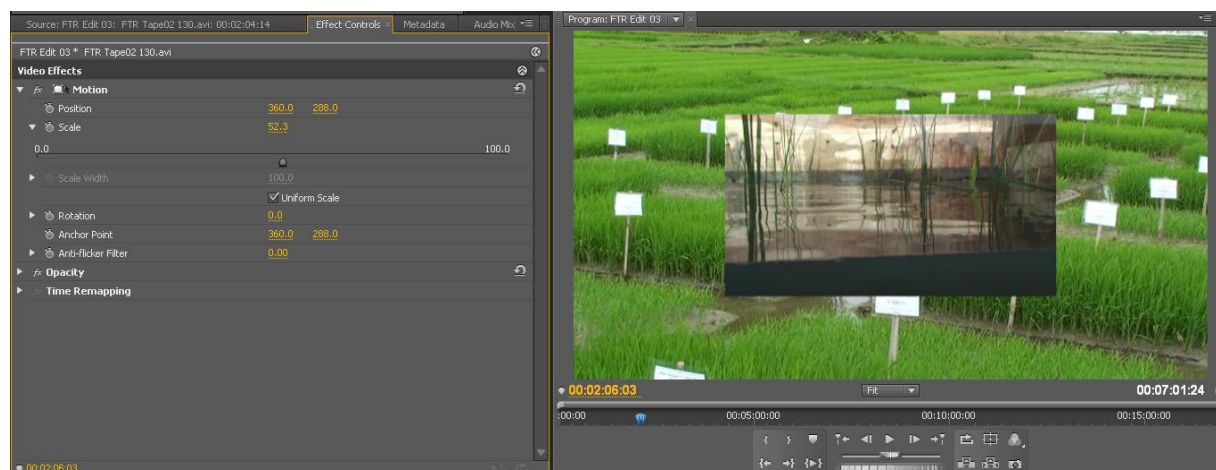 Source: FTR Edit 03: FTR Tape02 130.avi: 00:02:04:14
Effect Controls
Metadata
Audio Mix
FTR Edit 03 * FTR Tape02 130.avi
Video Effects
fx Motion
Position 360.0 288.0
Scale 52.3
0.0 100.0
Scale Width 100.0
Uniform Scale
Rotation 0.0
Anchor Point 360.0 288.0
Anti-flicker Filter 0.00
fx Opacity
Time Remapping
00:02:06:03
Program: FTR Edit 03
00:02:06:03 Fit 00:07:01:24
:00:00 00:05:00:00 00:10:00:00 00:15:00:00